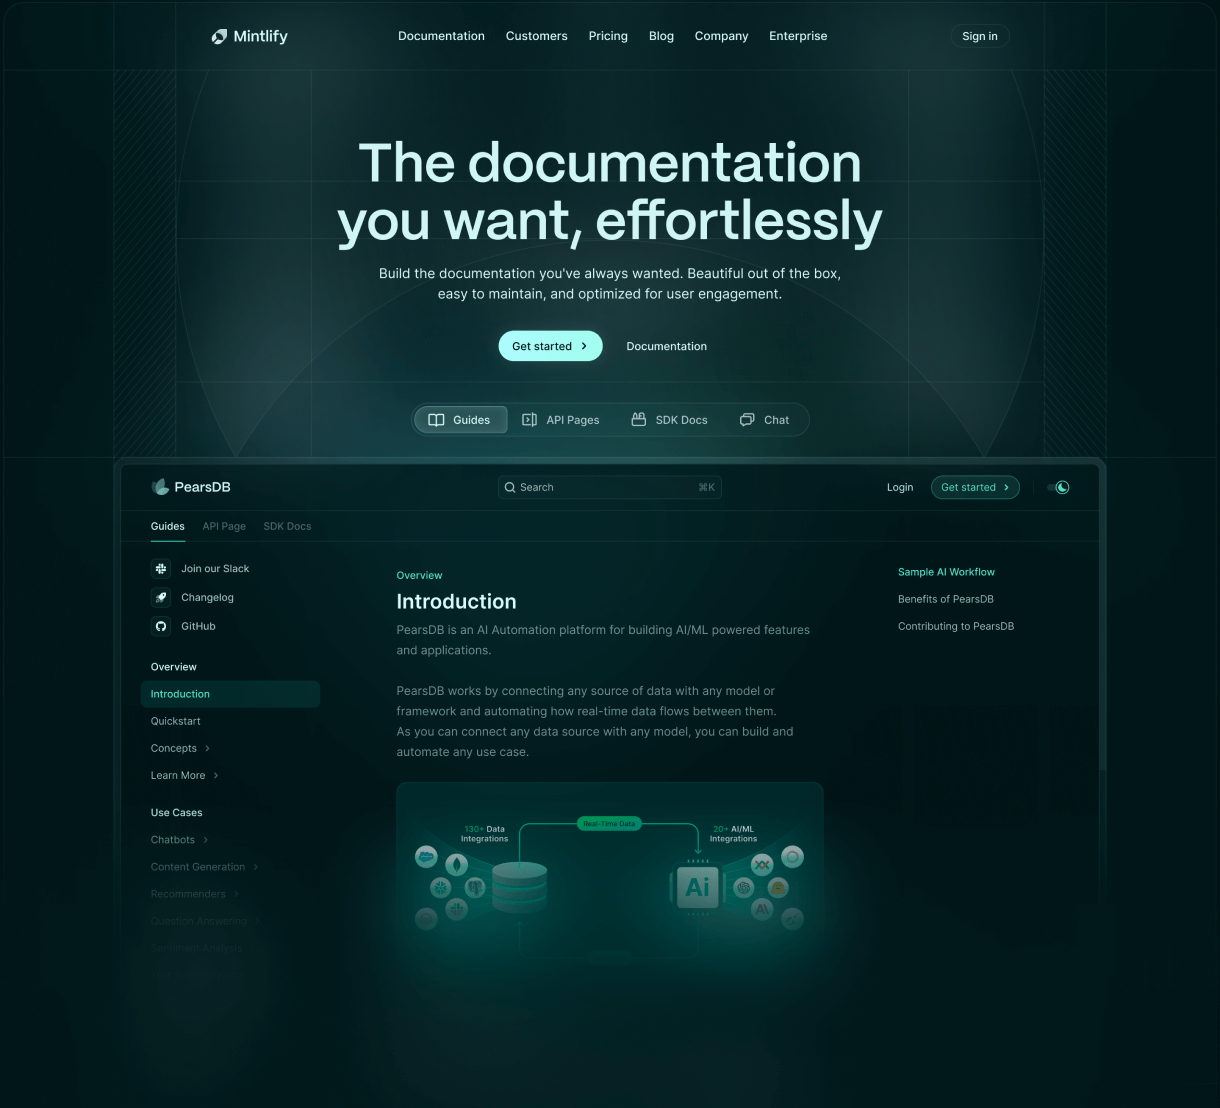 Mintlify
Documentation Customers Pricing Blog Company Enterprise
Sign in
The documentation
you want, effortlessly
Build the documentation you've always wanted. Beautiful out of the box,
easy to maintain, and optimized for user engagement.
Get started
Documentation
Guides
API Pages
SDK Docs
Chat
PearsDB
Search
⌘K
Login
Get started
Guides
API Page
SDK Docs
Join our Slack
Changelog
GitHub
Overview
Introduction
Quickstart
Concepts
Learn More
Use Cases
Chatbots
Content Generation
Recommenders
Question Answering
Sentiment Analysis
Overview
Introduction
PearsDB is an AI Automation platform for building AI/ML powered features
and applications.
PearsDB works by connecting any source of data with any model or
framework and automating how real-time data flows between them.
As you can connect any data source with any model, you can build and
automate any use case.
130+ Data
Integrations
Real-Time Data
20+ AI/ML
Integrations
Ai
Sample AI Workflow
Benefits of PearsDB
Contributing to PearsDB